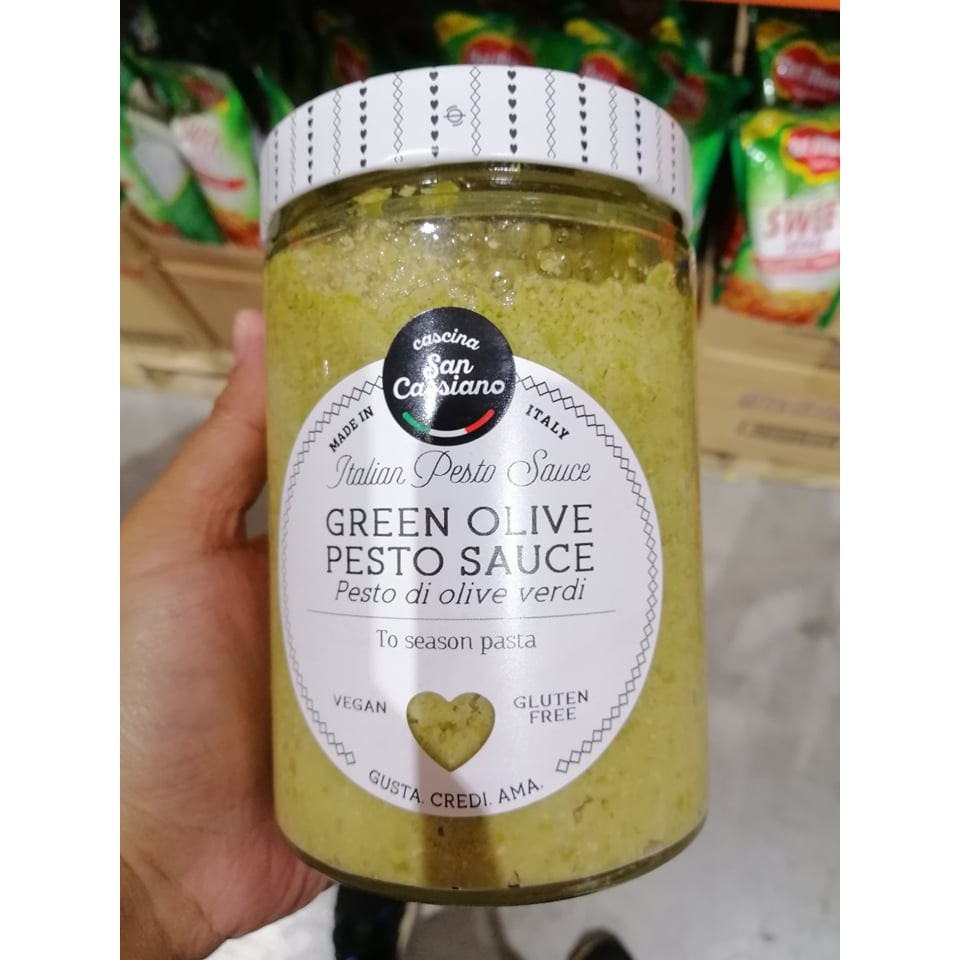 cascina
San
Cassiano
MADE IN ITALY
Italian Pesto Sauce
GREEN OLIVE
PESTO SAUCE
Pesto di olive verdi
To season pasta
VEGAN
GLUTEN
FREE
GUSTA. CREDI. AMA.